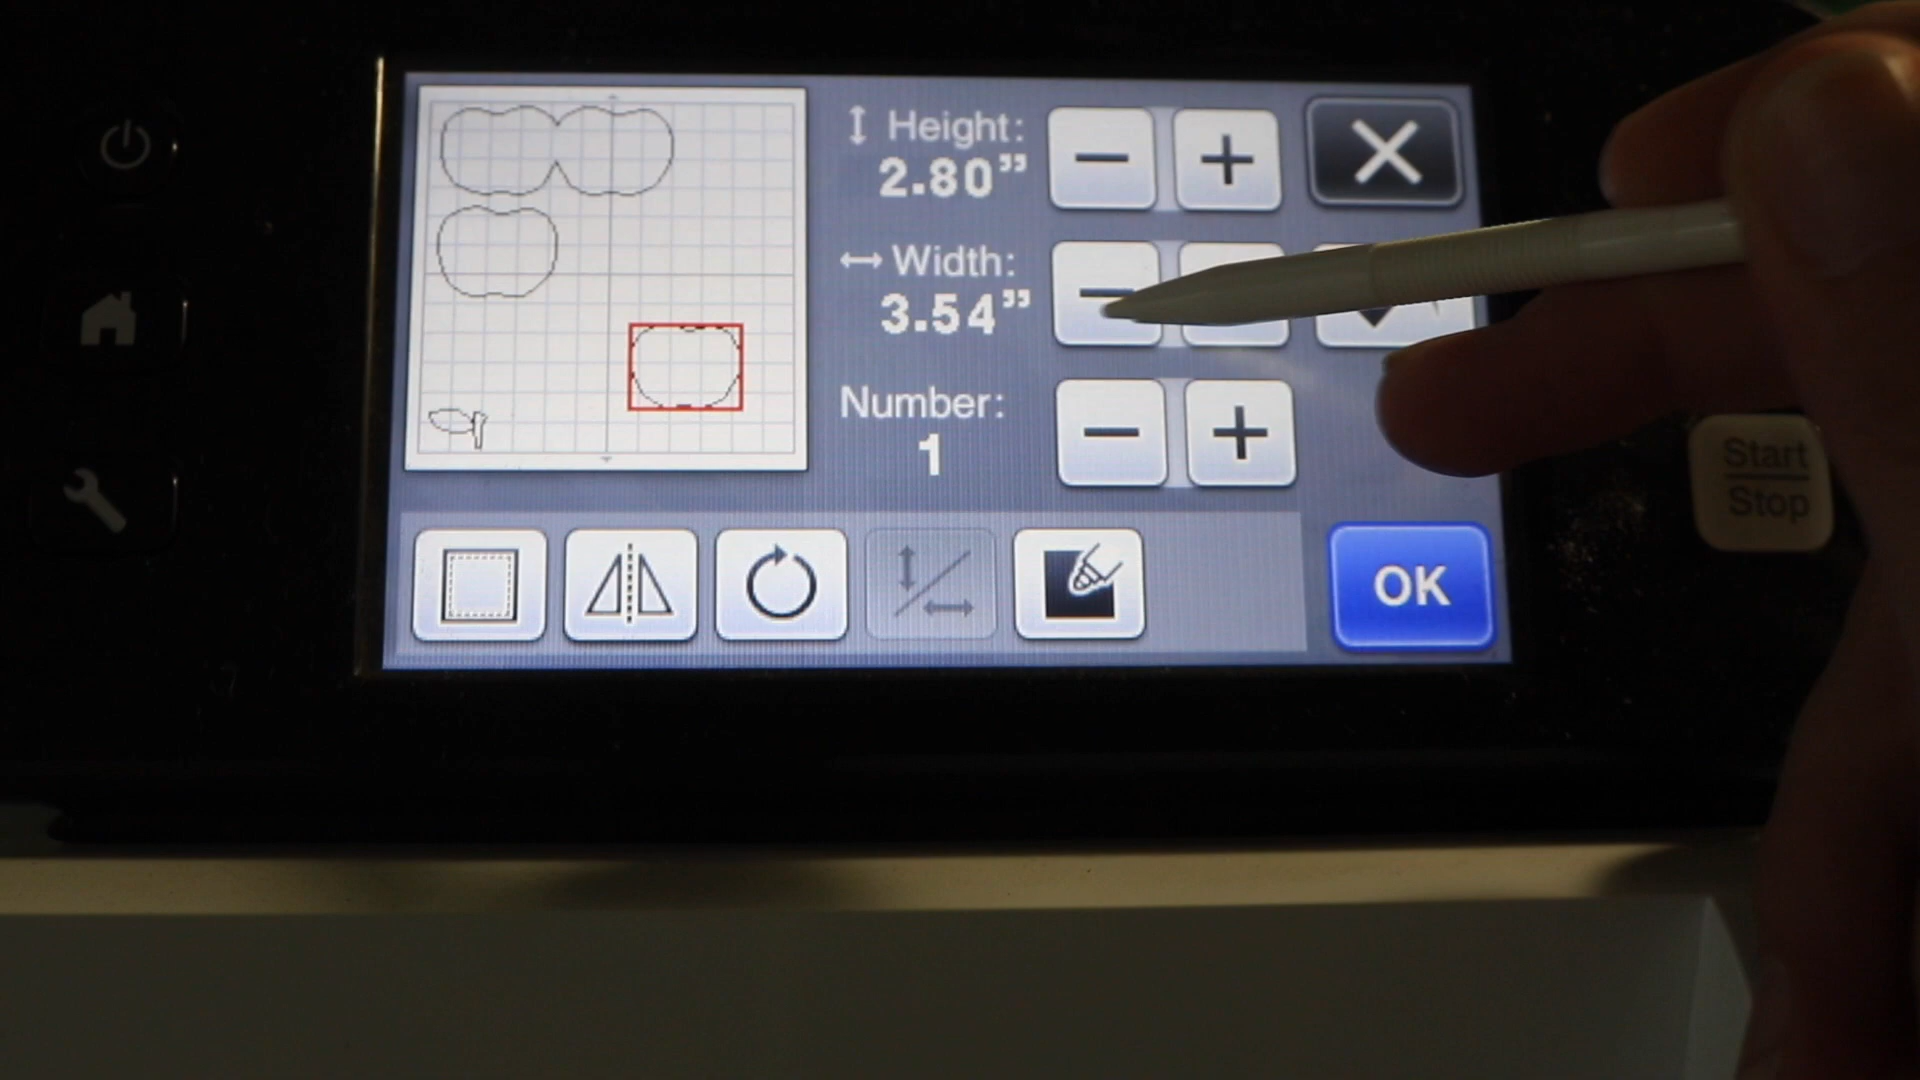 Height:
2.80”
Width:
3.54”
Number:
1
OK
Start
Stop